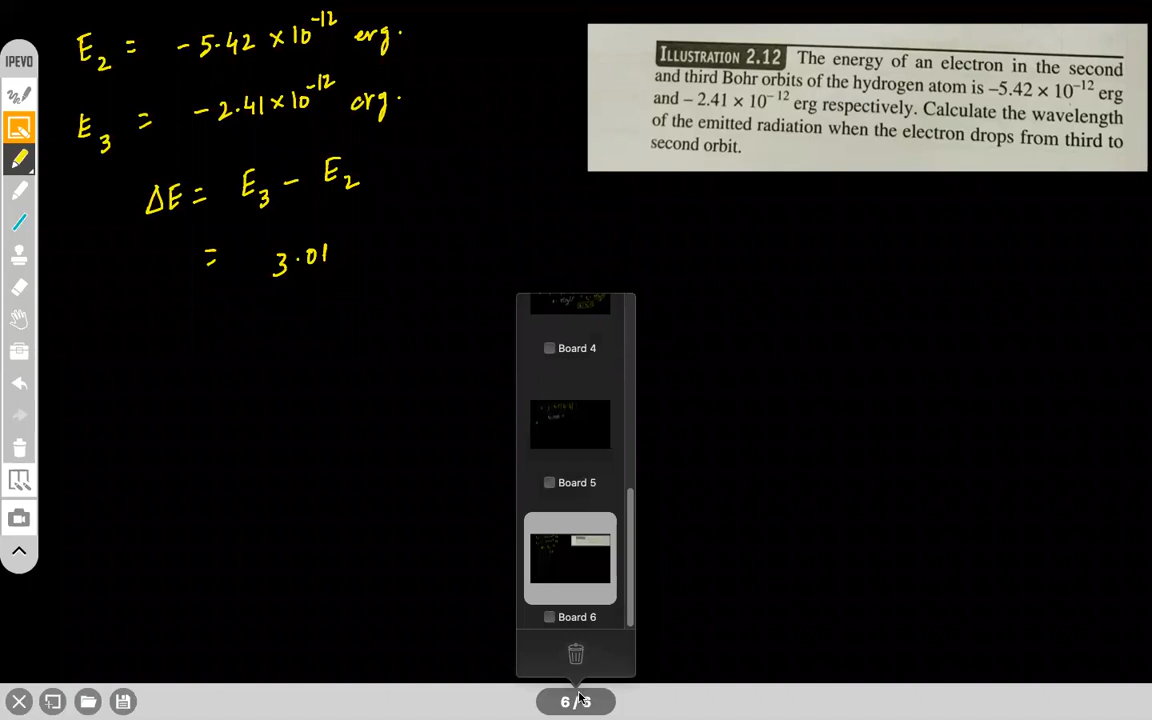 E₂ = -5.42 × 10⁻¹² erg.
E₃ = -2.41 × 10⁻¹² erg.
ΔE = E₃ - E₂
= 3.01
ILLUSTRATION 2.12 The energy of an electron in the second
and third Bohr orbits of the hydrogen atom is –5.42 × 10⁻¹² erg
and – 2.41 × 10⁻ ¹² erg respectively. Calculate the wavelength
of the emitted radiation when the electron drops from third to
second orbit.
IPEVO
Board 4
Board 5
Board 6